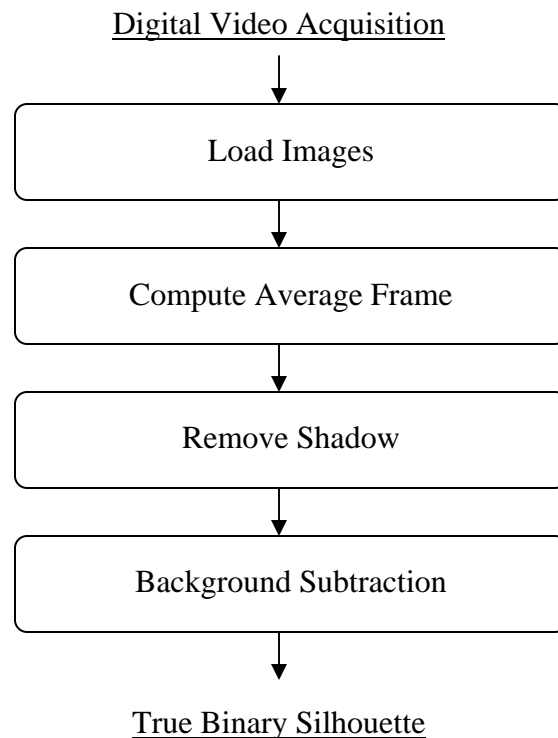 Digital Video Acquisition
Load Images
Compute Average Frame
Remove Shadow
Background Subtraction
True Binary Silhouette